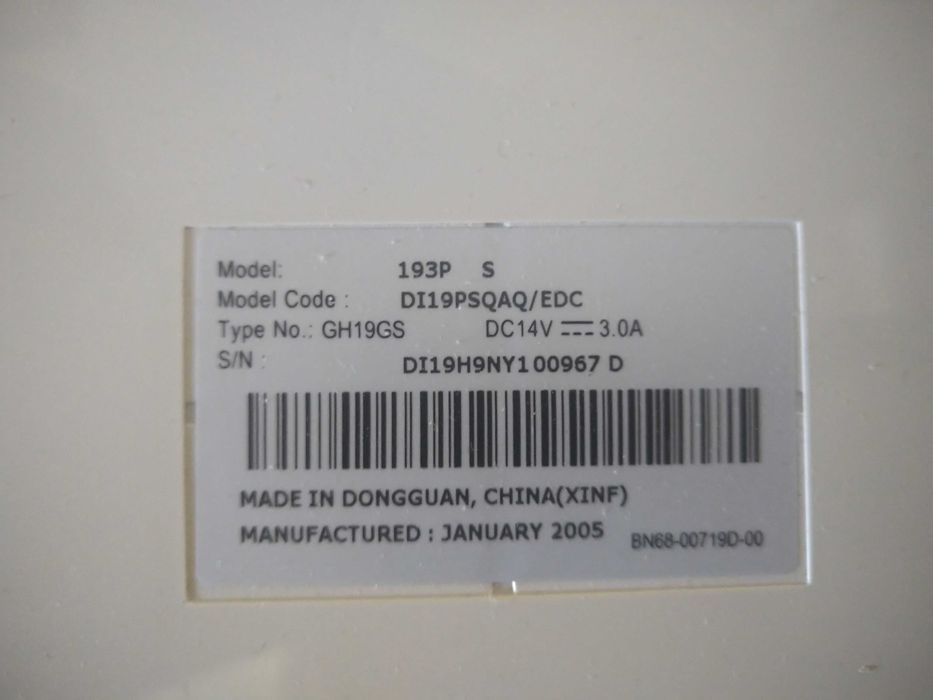 Model: 193P S
Model Code : DI19PSQAQ/EDC
Type No.: GH19GS DC14V ⎓ 3.0A
S/N : DI19H9NY100967 D
MADE IN DONGGUAN, CHINA(XINF)
MANUFACTURED : JANUARY 2005
BN68-00719D-00